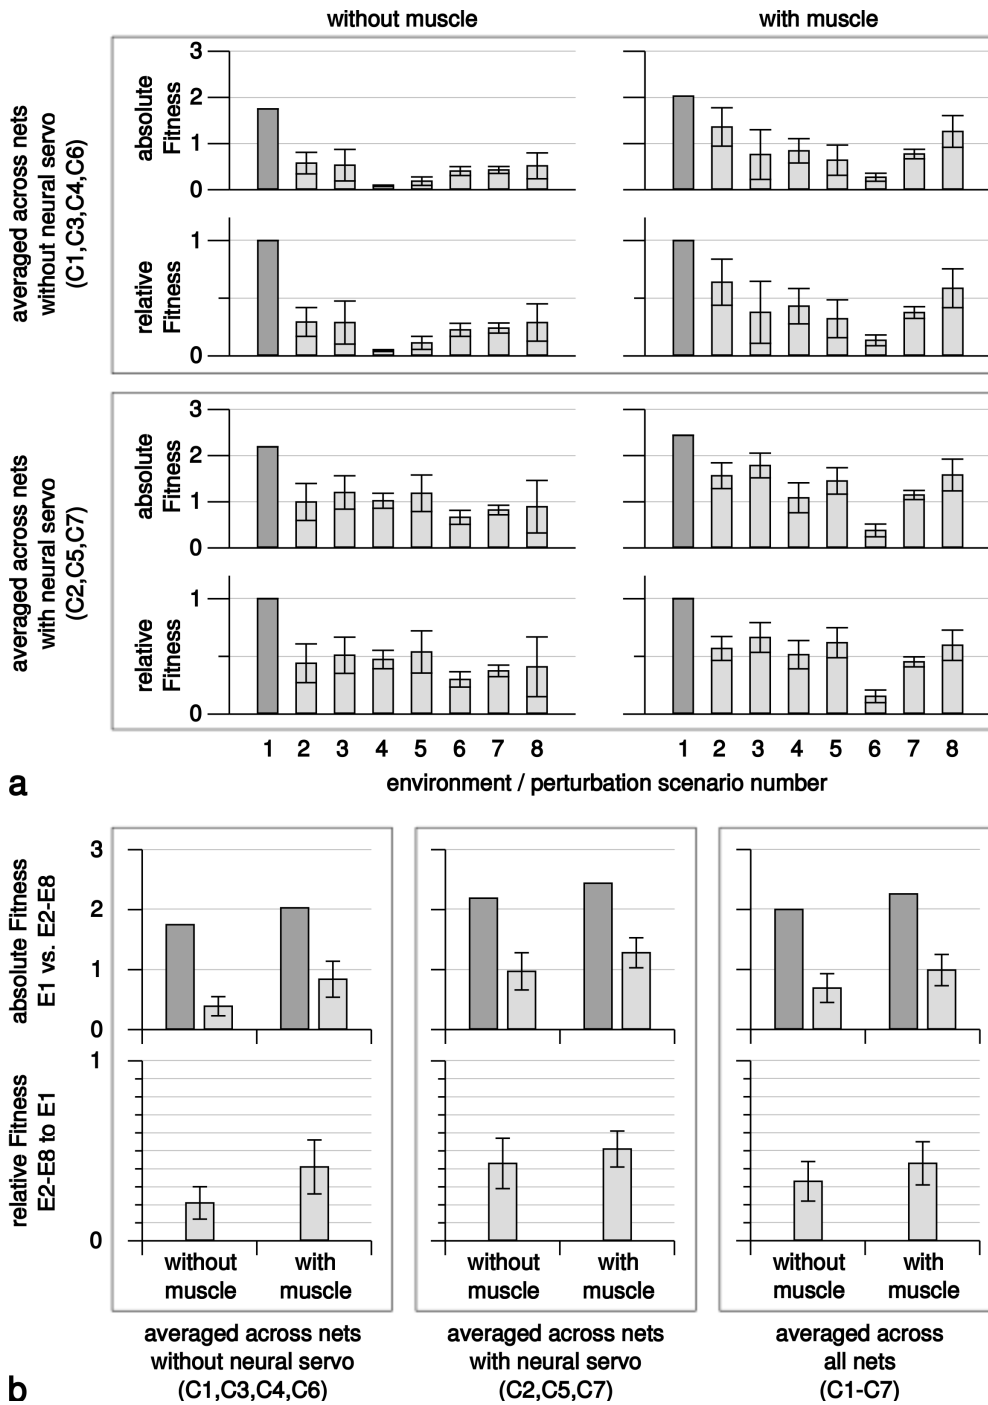 without muscle
with muscle
averaged across nets
without neural servo
(C1,C3,C4,C6)
absolute
Fitness
3
2
1
0
relative
Fitness
1
0
averaged across nets
with neural servo
(C2,C5,C7)
absolute
Fitness
3
2
1
0
relative
Fitness
1
0
1 2 3 4 5 6 7 8
1 2 3 4 5 6 7 8
environment / perturbation scenario number
a
absolute Fitness
E1 vs. E2-E8
3
2
1
0
relative Fitness
E2-E8 to E1
1
0
without
muscle
with
muscle
without
muscle
with
muscle
without
muscle
with
muscle
averaged across nets
without neural servo
(C1,C3,C4,C6)
averaged across nets
with neural servo
(C2,C5,C7)
averaged across
all nets
(C1-C7)
b